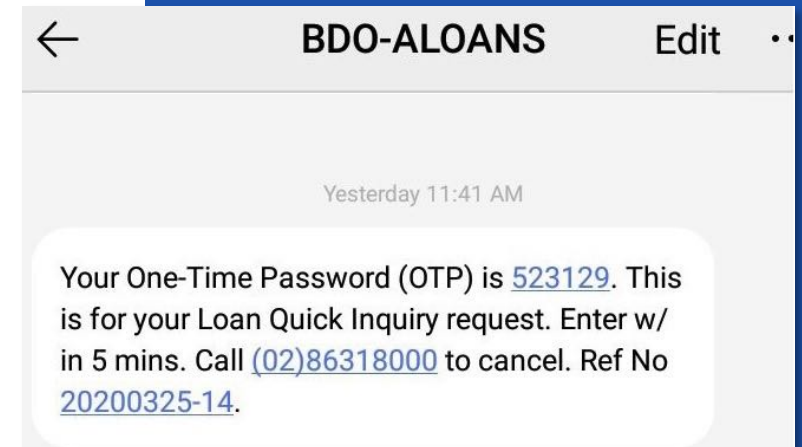 BDO-ALOANS Edit
Yesterday 11:41 AM
Your One-Time Password (OTP) is 523129. This
is for your Loan Quick Inquiry request. Enter w/
in 5 mins. Call (02)86318000 to cancel. Ref No
20200325-14.